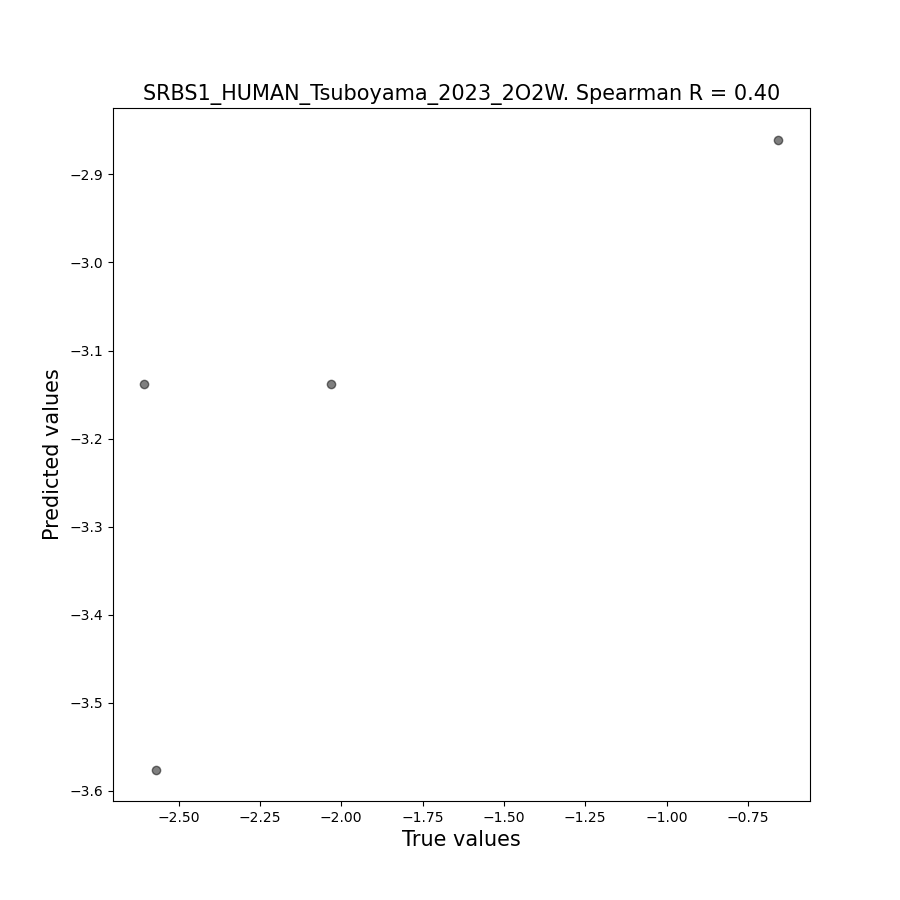 SRBS1_HUMAN_Tsuboyama_2023_2O2W. Spearman R = 0.40
−2.9
−3.0
−3.1
−3.2
−3.3
−3.4
−3.5
−3.6
Predicted values
−2.50 −2.25 −2.00 −1.75 −1.50 −1.25 −1.00 −0.75
True values